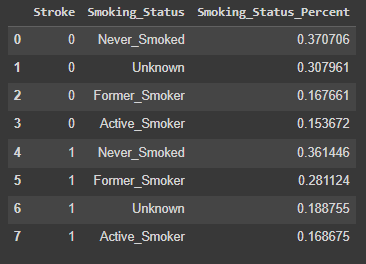 Stroke Smoking_Status Smoking_Status_Percent
0 0 Never_Smoked 0.370706
1 0 Unknown 0.307961
2 0 Former_Smoker 0.167661
3 0 Active_Smoker 0.153672
4 1 Never_Smoked 0.361446
5 1 Former_Smoker 0.281124
6 1 Unknown 0.188755
7 1 Active_Smoker 0.168675